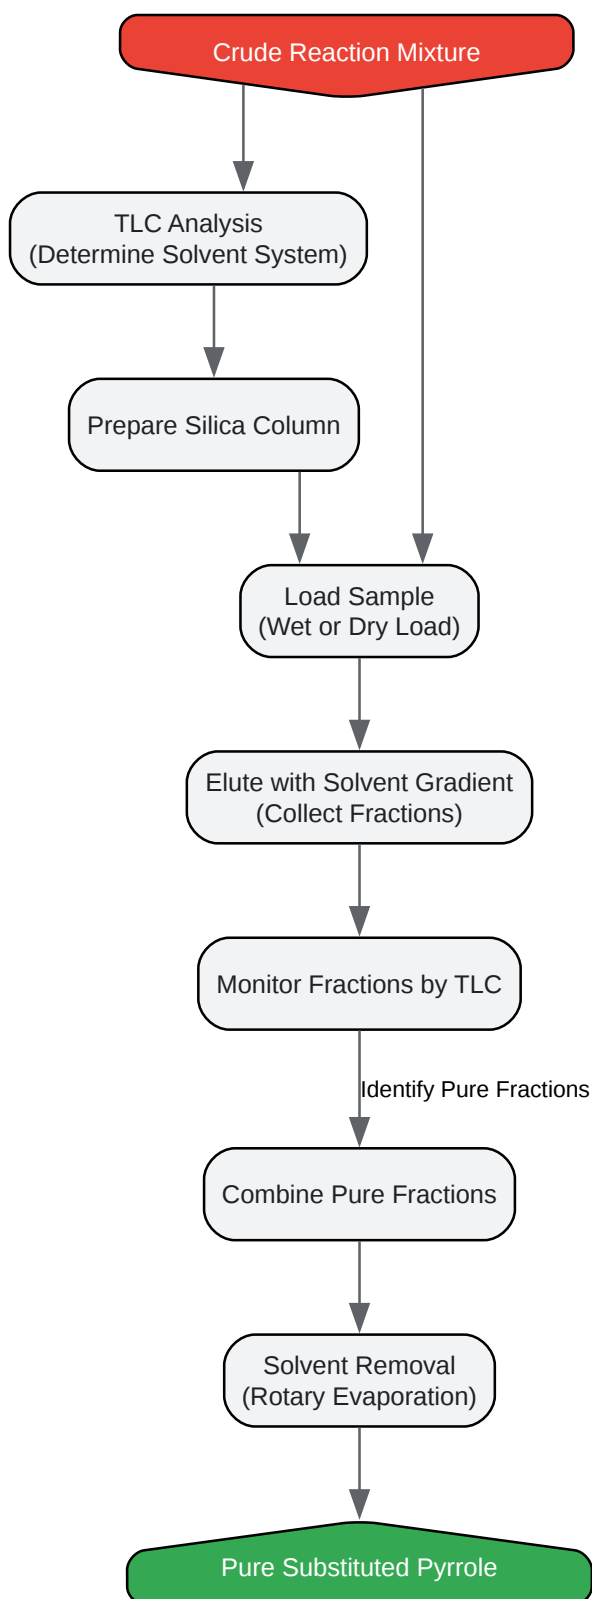 Crude Reaction Mixture
TLC Analysis
(Determine Solvent System)
Prepare Silica Column
Load Sample
(Wet or Dry Load)
Elute with Solvent Gradient
(Collect Fractions)
Monitor Fractions by TLC
Identify Pure Fractions
Combine Pure Fractions
Solvent Removal
(Rotary Evaporation)
Pure Substituted Pyrrole